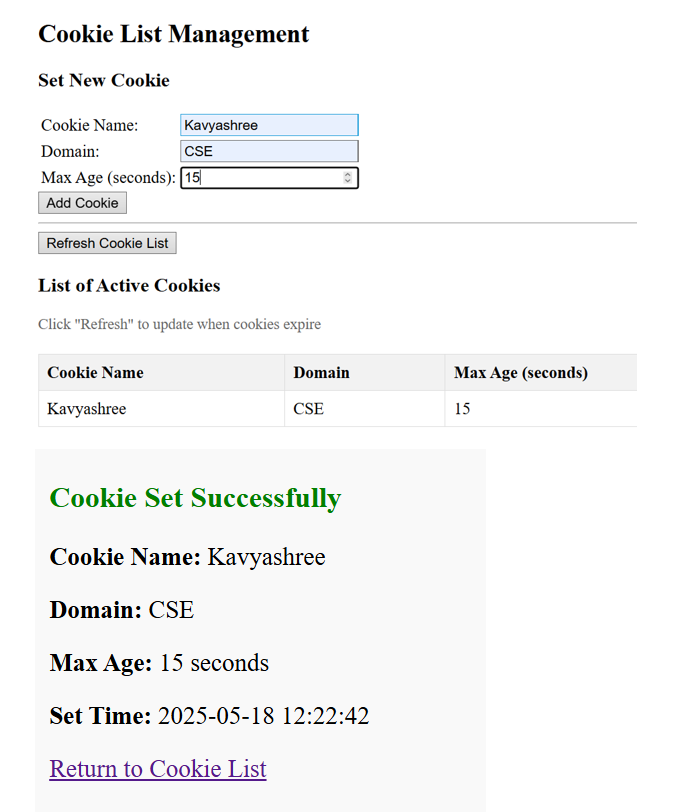 Cookie List Management
Set New Cookie
Cookie Name: Kavyashree
Domain: CSE
Max Age (seconds): 15
Add Cookie
Refresh Cookie List
List of Active Cookies
Click "Refresh" to update when cookies expire
Cookie Name Domain Max Age (seconds)
Kavyashree CSE 15
Cookie Set Successfully
Cookie Name: Kavyashree
Domain: CSE
Max Age: 15 seconds
Set Time: 2025-05-18 12:22:42
Return to Cookie List